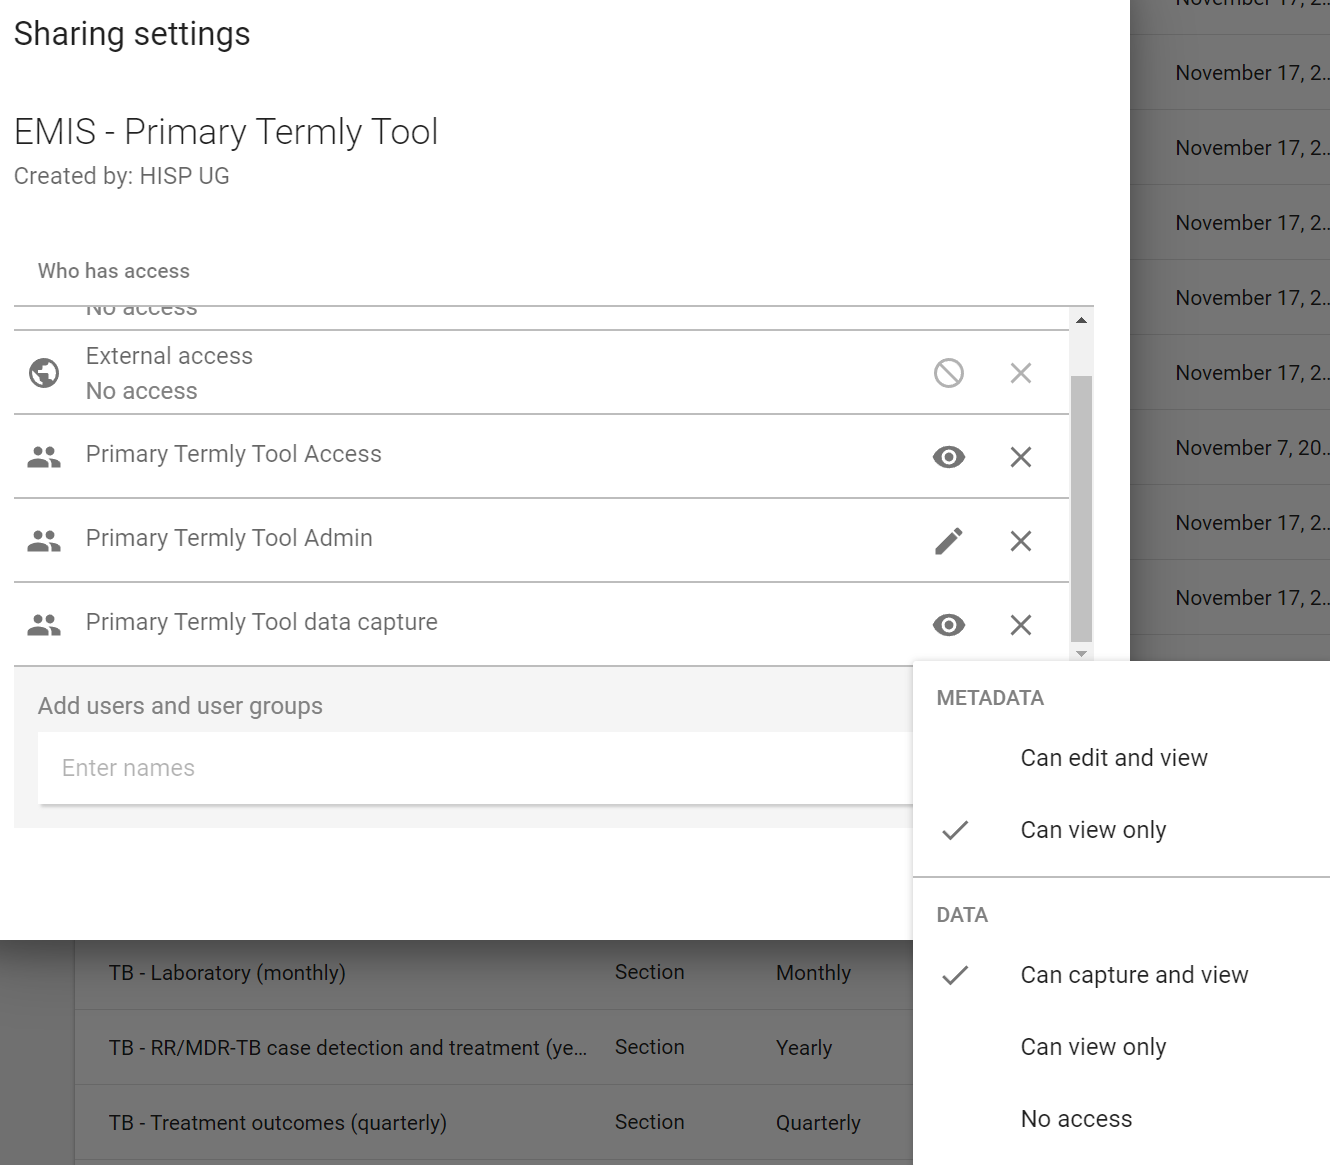 Sharing settings
EMIS - Primary Termly Tool
Created by: HISP UG
Who has access
No access
External access
No access
Primary Termly Tool Access
Primary Termly Tool Admin
Primary Termly Tool data capture
Add users and user groups
Enter names
METADATA
Can edit and view
Can view only
DATA
Can capture and view
Can view only
No access
November 17, 2...
November 17, 2...
November 17, 2...
November 17, 2...
November 17, 2...
November 17, 2...
November 7, 20...
November 17, 2...
November 17, 2...
TB - Laboratory (monthly) Section Monthly
TB - RR/MDR-TB case detection and treatment (ye... Section Yearly
TB - Treatment outcomes (quarterly) Section Quarterly